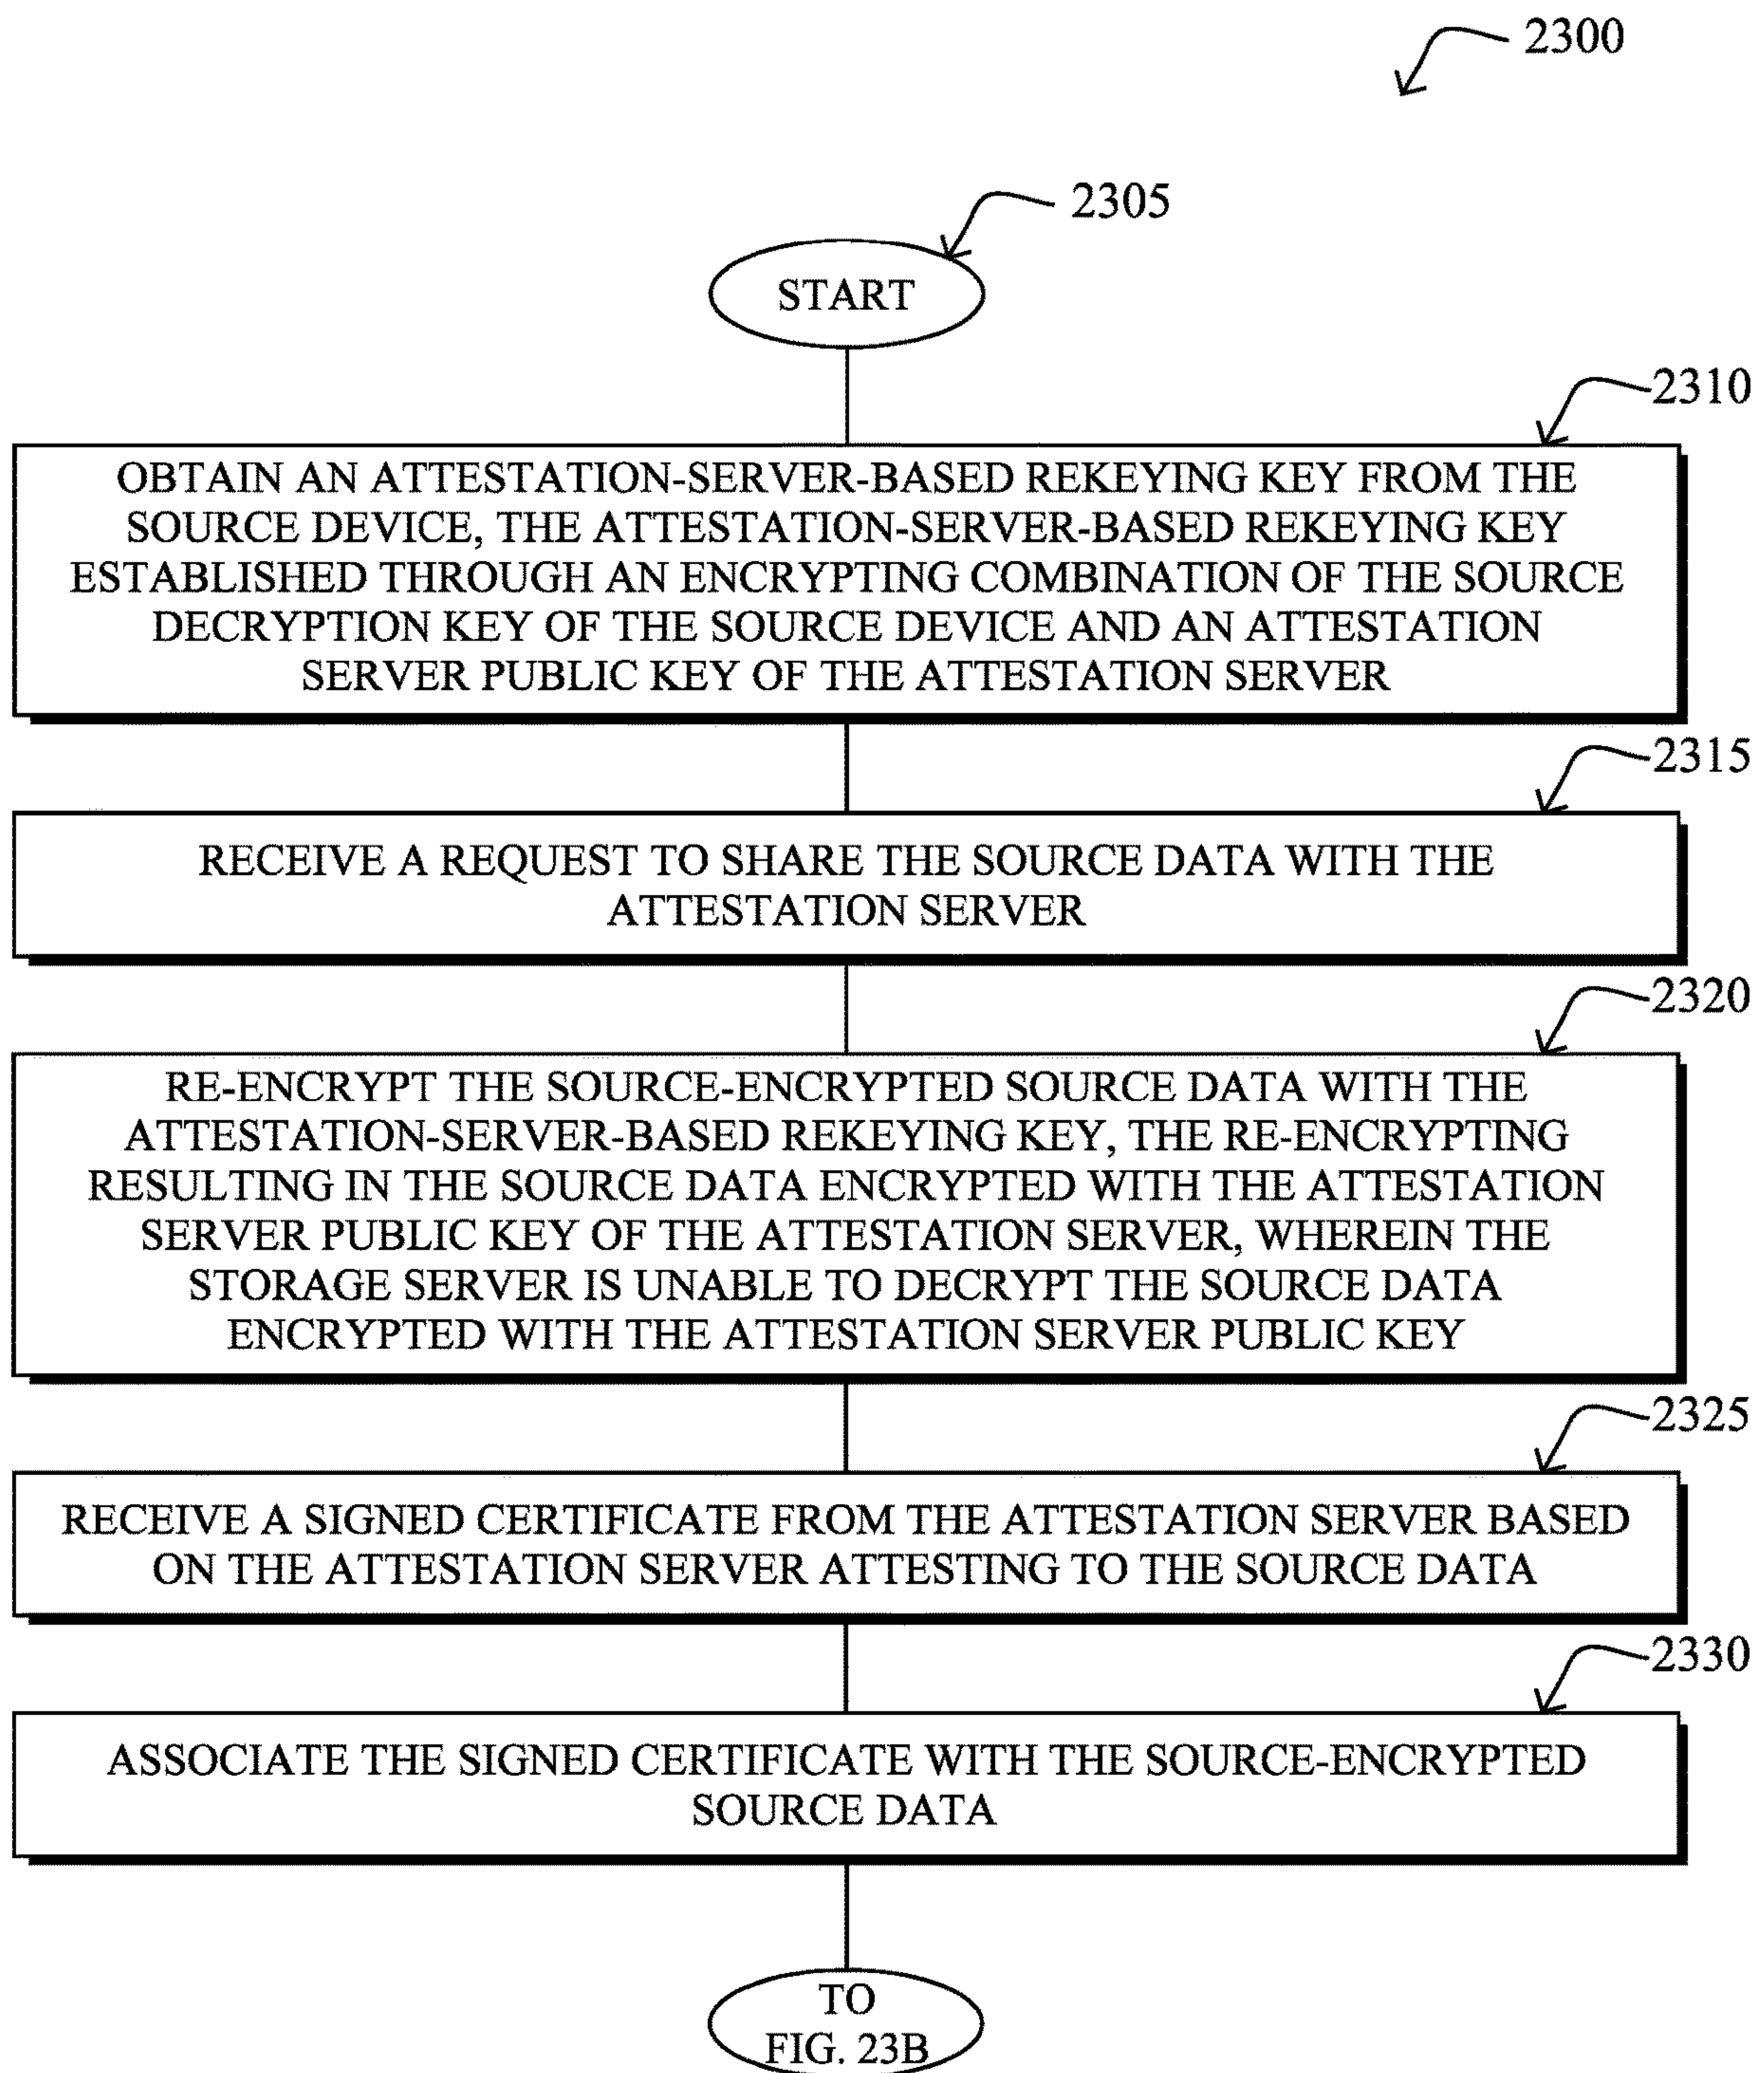 2300
2305
START
2310
OBTAIN AN ATTESTATION-SERVER-BASED REKEYING KEY FROM THE
SOURCE DEVICE, THE ATTESTATION-SERVER-BASED REKEYING KEY
ESTABLISHED THROUGH AN ENCRYPTING COMBINATION OF THE SOURCE
DECRYPTION KEY OF THE SOURCE DEVICE AND AN ATTESTATION
SERVER PUBLIC KEY OF THE ATTESTATION SERVER
2315
RECEIVE A REQUEST TO SHARE THE SOURCE DATA WITH THE
ATTESTATION SERVER
2320
RE-ENCRYPT THE SOURCE-ENCRYPTED SOURCE DATA WITH THE
ATTESTATION-SERVER-BASED REKEYING KEY, THE RE-ENCRYPTING
RESULTING IN THE SOURCE DATA ENCRYPTED WITH THE ATTESTATION
SERVER PUBLIC KEY OF THE ATTESTATION SERVER, WHEREIN THE
STORAGE SERVER IS UNABLE TO DECRYPT THE SOURCE DATA
ENCRYPTED WITH THE ATTESTATION SERVER PUBLIC KEY
2325
RECEIVE A SIGNED CERTIFICATE FROM THE ATTESTATION SERVER BASED
ON THE ATTESTATION SERVER ATTESTING TO THE SOURCE DATA
2330
ASSOCIATE THE SIGNED CERTIFICATE WITH THE SOURCE-ENCRYPTED
SOURCE DATA
TO
FIG. 23B